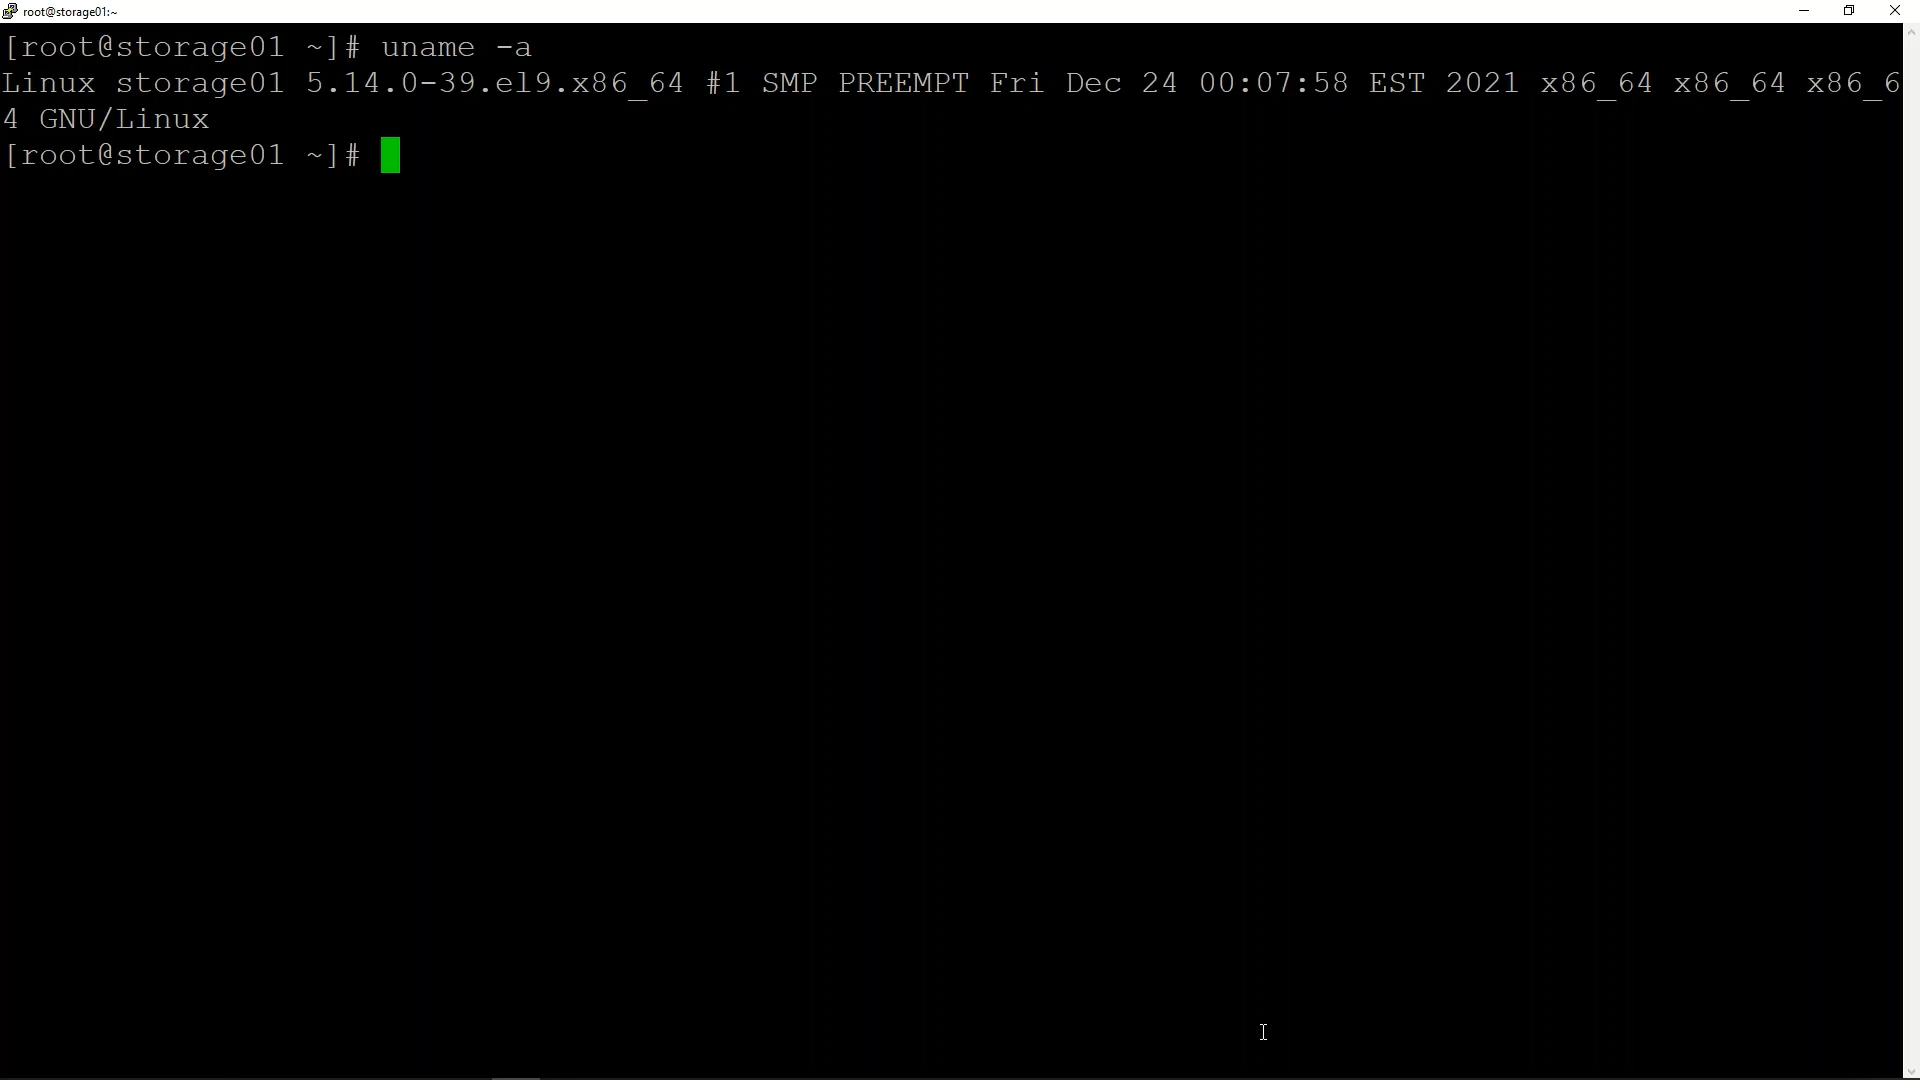 root@storage01:~
[root@storage01 ~]# uname -a
Linux storage01 5.14.0-39.el9.x86_64 #1 SMP PREEMPT Fri Dec 24 00:07:58 EST 2021 x86_64 x86_64 x86_6
4 GNU/Linux
[root@storage01 ~]#